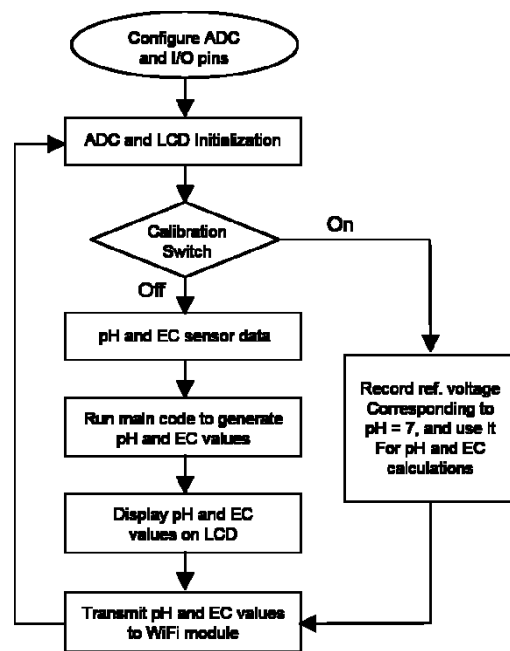 Configure ADC
and I/O pins
ADC and LCD Initialization
Calibration
Switch
On
Off
pH and EC sensor data
Run main code to generate
pH and EC values
Record ref. voltage
Corresponding to
pH = 7, and use it
For pH and EC
calculations
Display pH and EC
values on LCD
Transmit pH and EC values
to WiFi module